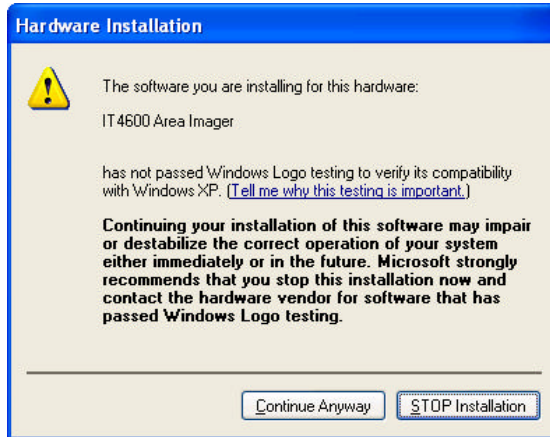 Hardware Installation
The software you are installing for this hardware:
IT4600 Area Imager
has not passed Windows Logo testing to verify its compatibility
with Windows XP. (Tell me why this testing is important.)
Continuing your installation of this software may impair
or destabilize the correct operation of your system
either immediately or in the future. Microsoft strongly
recommends that you stop this installation now and
contact the hardware vendor for software that has
passed Windows Logo testing.
Continue Anyway
STOP Installation